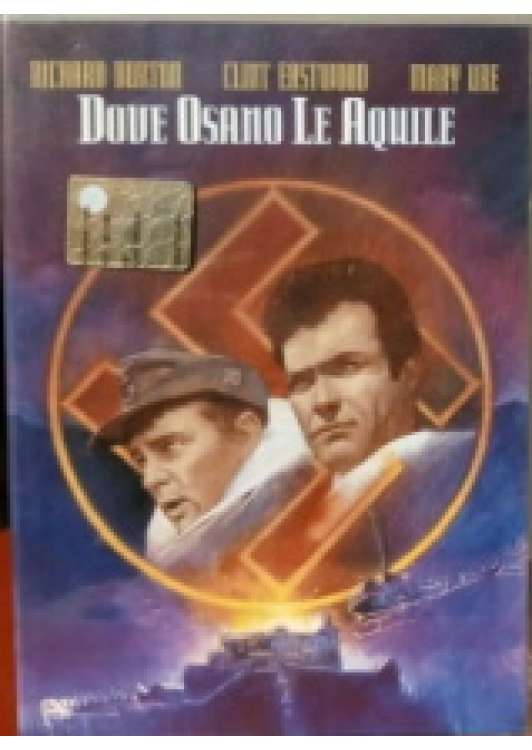 RICHARD BURTON CLINT EASTWOOD MARY URE
DOVE OSANO LE AQUILE